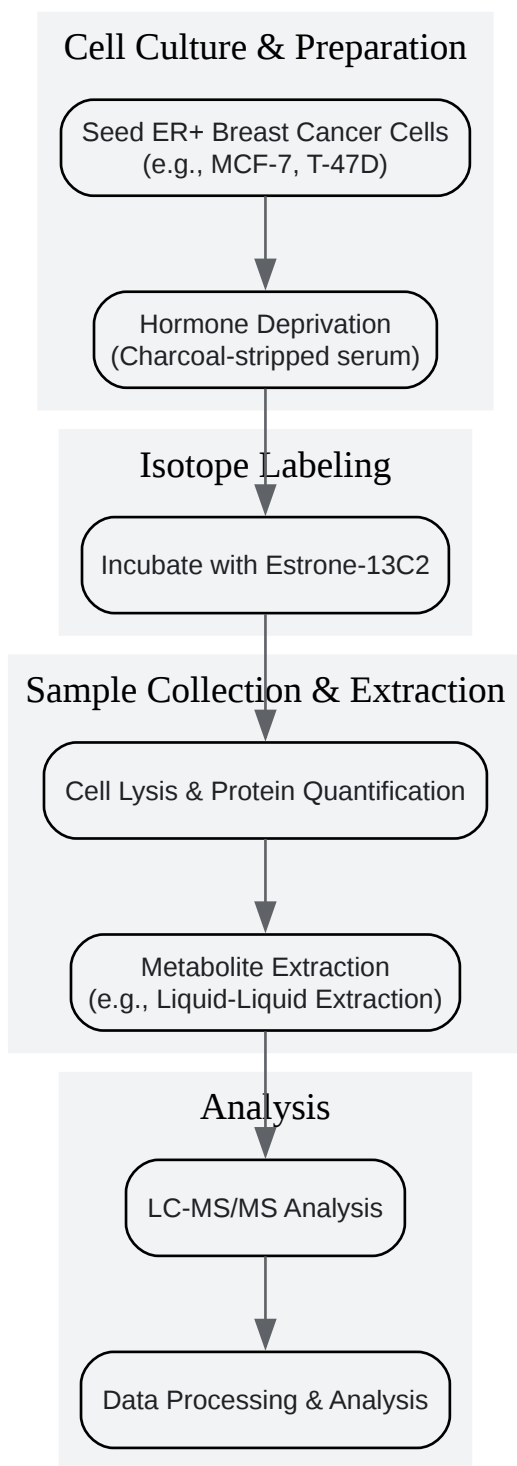 Cell Culture & Preparation
Seed ER+ Breast Cancer Cells
(e.g., MCF-7, T-47D)
Hormone Deprivation
(Charcoal-stripped serum)
Isotope Labeling
Incubate with Estrone-13C2
Sample Collection & Extraction
Cell Lysis & Protein Quantification
Metabolite Extraction
(e.g., Liquid-Liquid Extraction)
Analysis
LC-MS/MS Analysis
Data Processing & Analysis